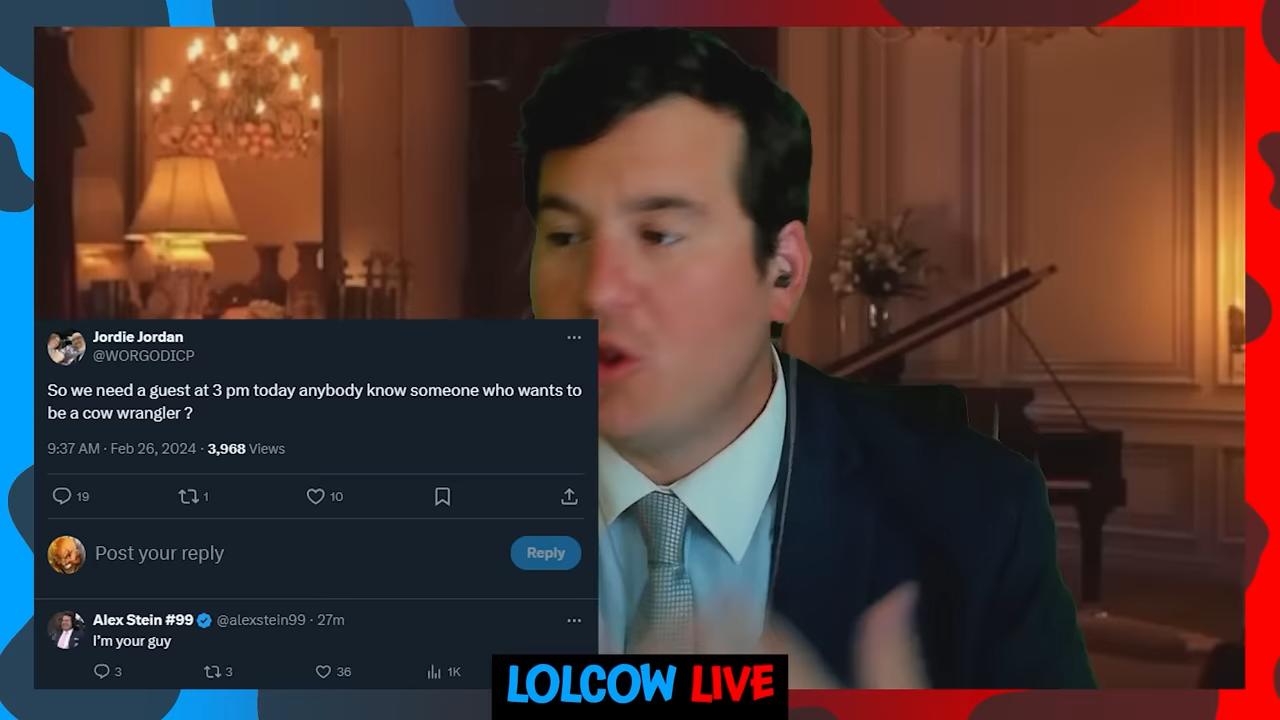 Jordie Jordan
@WORGODICP
So we need a guest at 3 pm today anybody know someone who wants to
be a cow wrangler ?
9:37 AM · Feb 26, 2024 · 3,968 Views
19 1 10
Post your reply
Reply
Alex Stein #99 @alexstein99 · 27m
I'm your guy
3 3 36 1K
LOLCOW LIVE